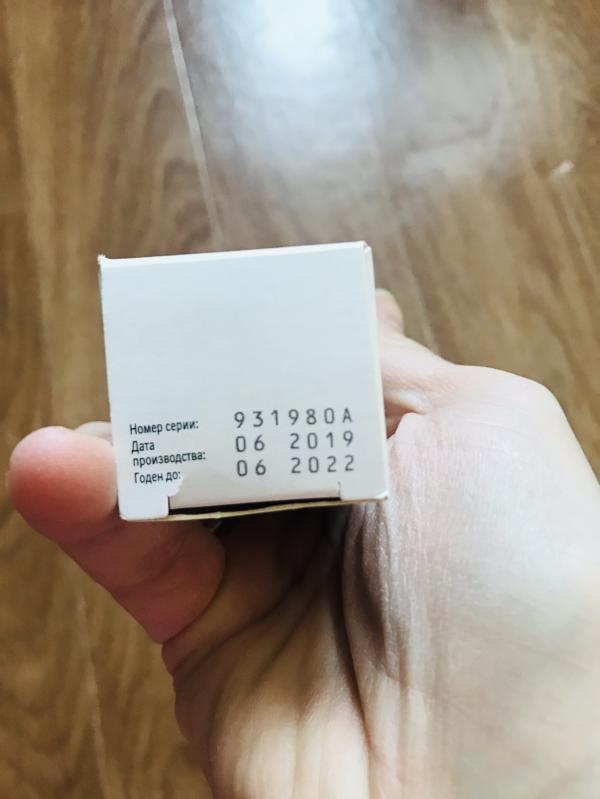 Номер серии: 931980A
Дата
производства: 06 2019
Годен до: 06 2022